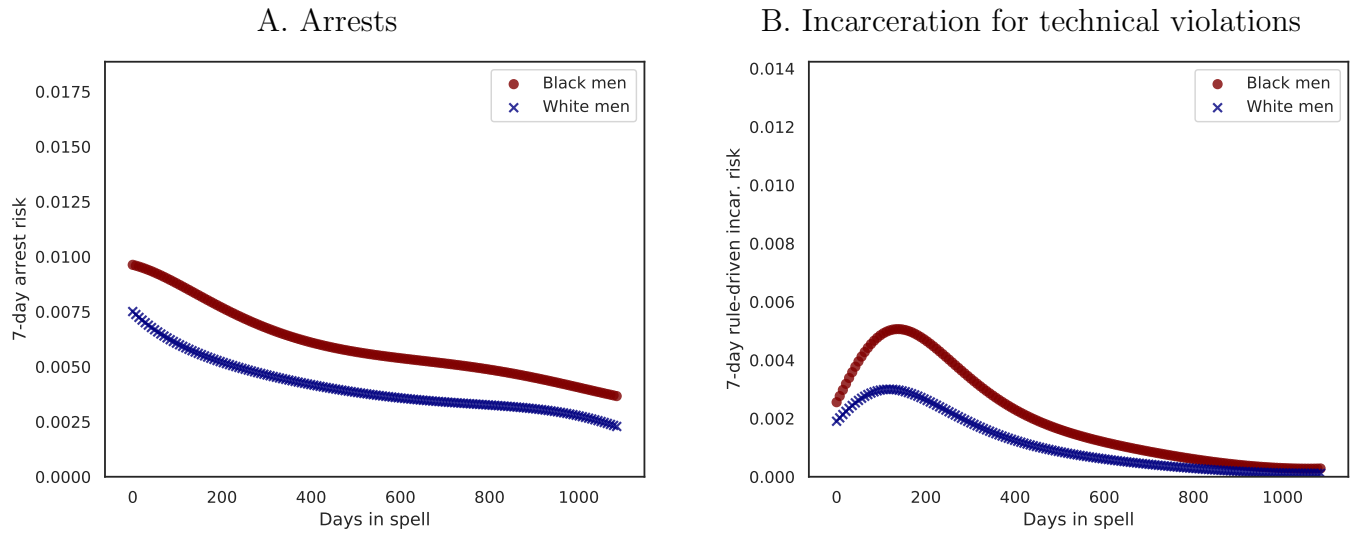 A. Arrests
7-day arrest risk
0.0175
0.0150
0.0125
0.0100
0.0075
0.0050
0.0025
0.0000
Black men
White men
0 200 400 600 800 1000
Days in spell
B. Incarceration for technical violations
7-day rule-driven incar. risk
0.014
0.012
0.010
0.008
0.006
0.004
0.002
0.000
Black men
White men
0 200 400 600 800 1000
Days in spell